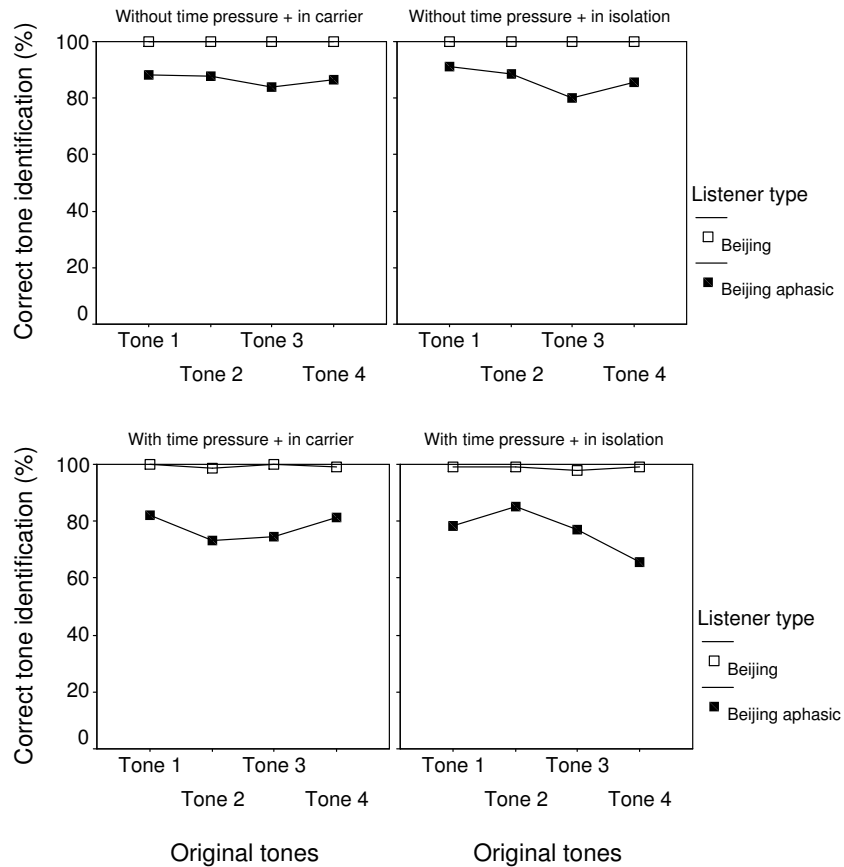 Without time pressure + in carrier
Without time pressure + in isolation
Correct tone identification (%)
100
80
60
40
20
0
Tone 1
Tone 2
Tone 3
Tone 4
Tone 1
Tone 2
Tone 3
Tone 4
Listener type
Beijing
Beijing aphasic
With time pressure + in carrier
With time pressure + in isolation
Correct tone identification (%)
100
80
60
40
20
0
Tone 1
Tone 2
Tone 3
Tone 4
Tone 1
Tone 2
Tone 3
Tone 4
Listener type
Beijing
Beijing aphasic
Original tones
Original tones